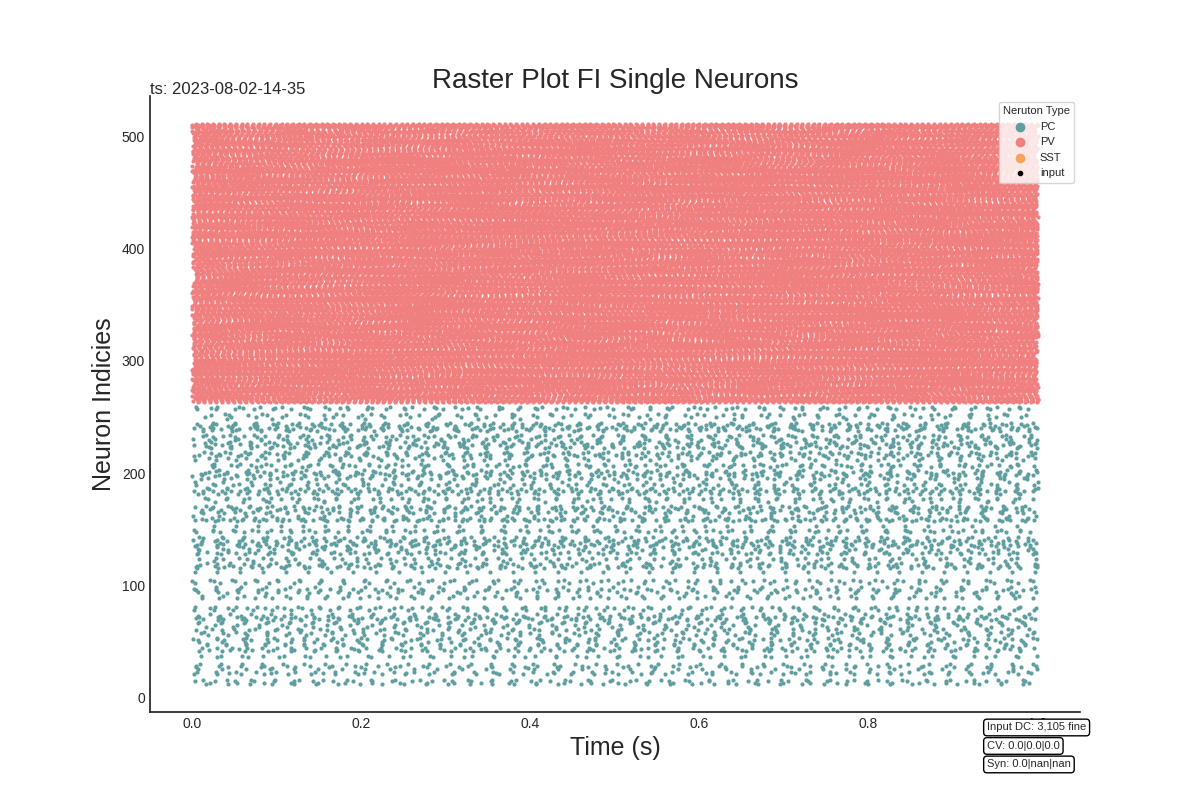 Raster Plot FI Single Neurons
ts: 2023-08-02-14-35
Neruton Type
PC
PV
SST
input
500
400
300
200
100
0
Neuron Indicies
0.0 0.2 0.4 0.6 0.8
Time (s)
Input DC: 3,105 fine
CV: 0.0|0.0|0.0
Syn: 0.0|nan|nan